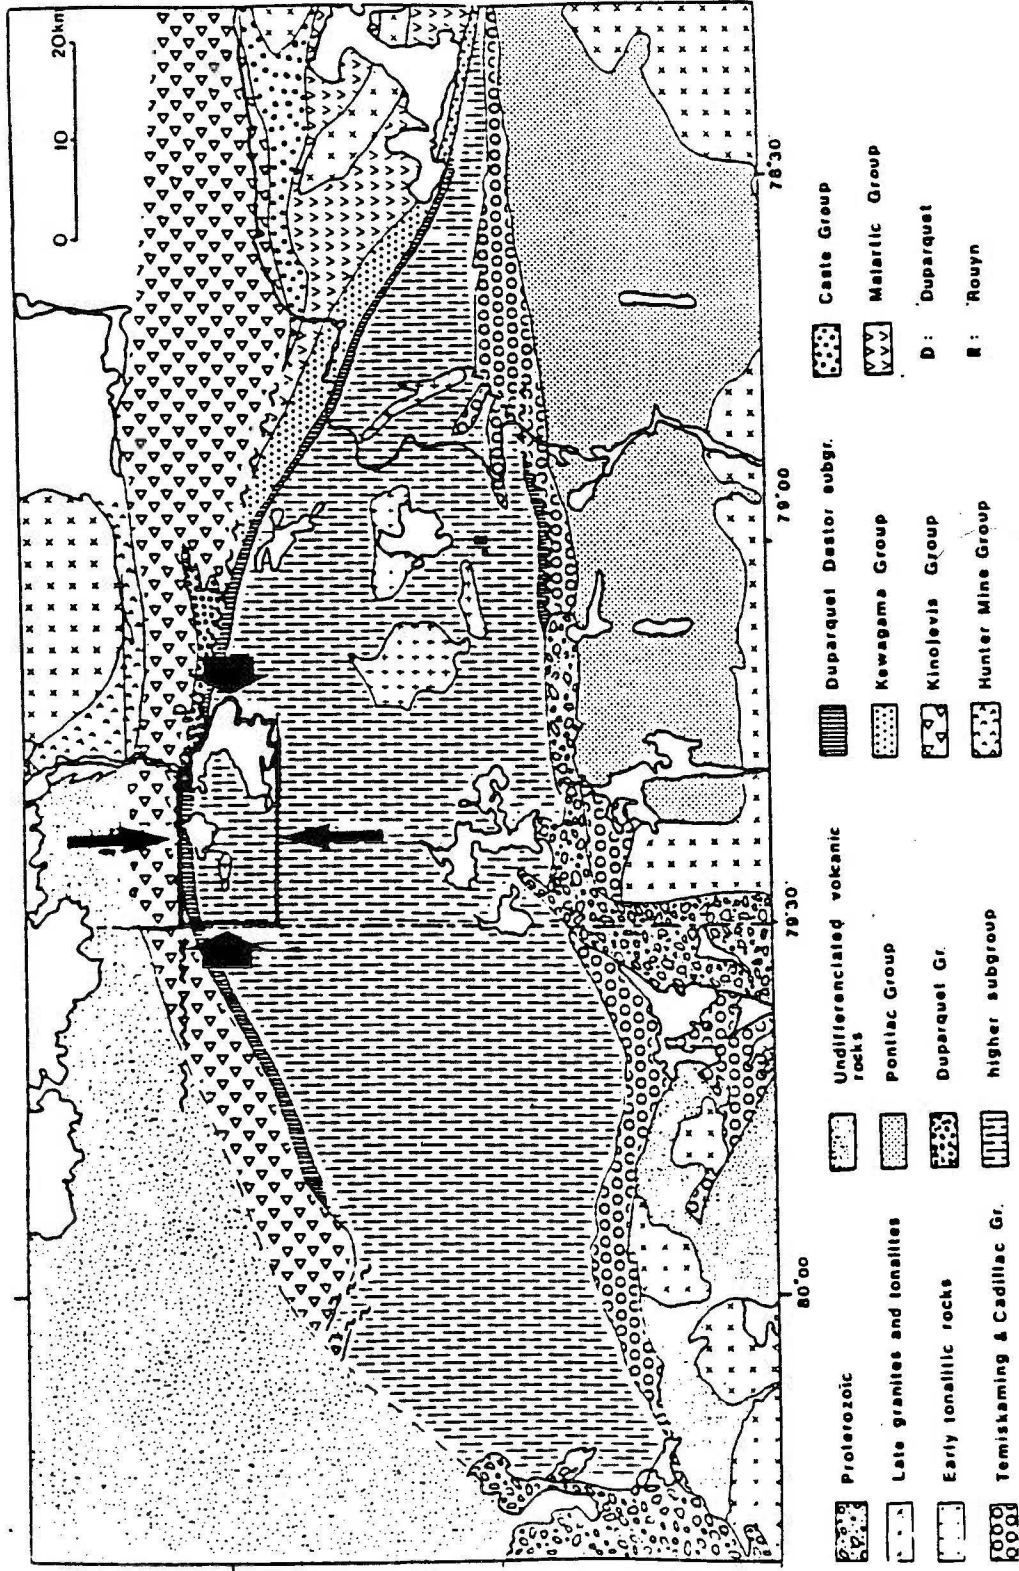 0 10 20km
80°00
79°30
79°00
78°30
R
Proterozoic
Late granites and tonalites
Early tonalitic rocks
Temiskaming & Cadillac Gr.
Undifferenciated volcanic
rocks
Pontiac Group
Duparquet Gr.
higher subgroup
Duparquet Destor subgr.
Kewagama Group
Kinojevis Group
Hunter Mine Group
Caste Group
Malartic Group
D : Duparquet
R : Rouyn